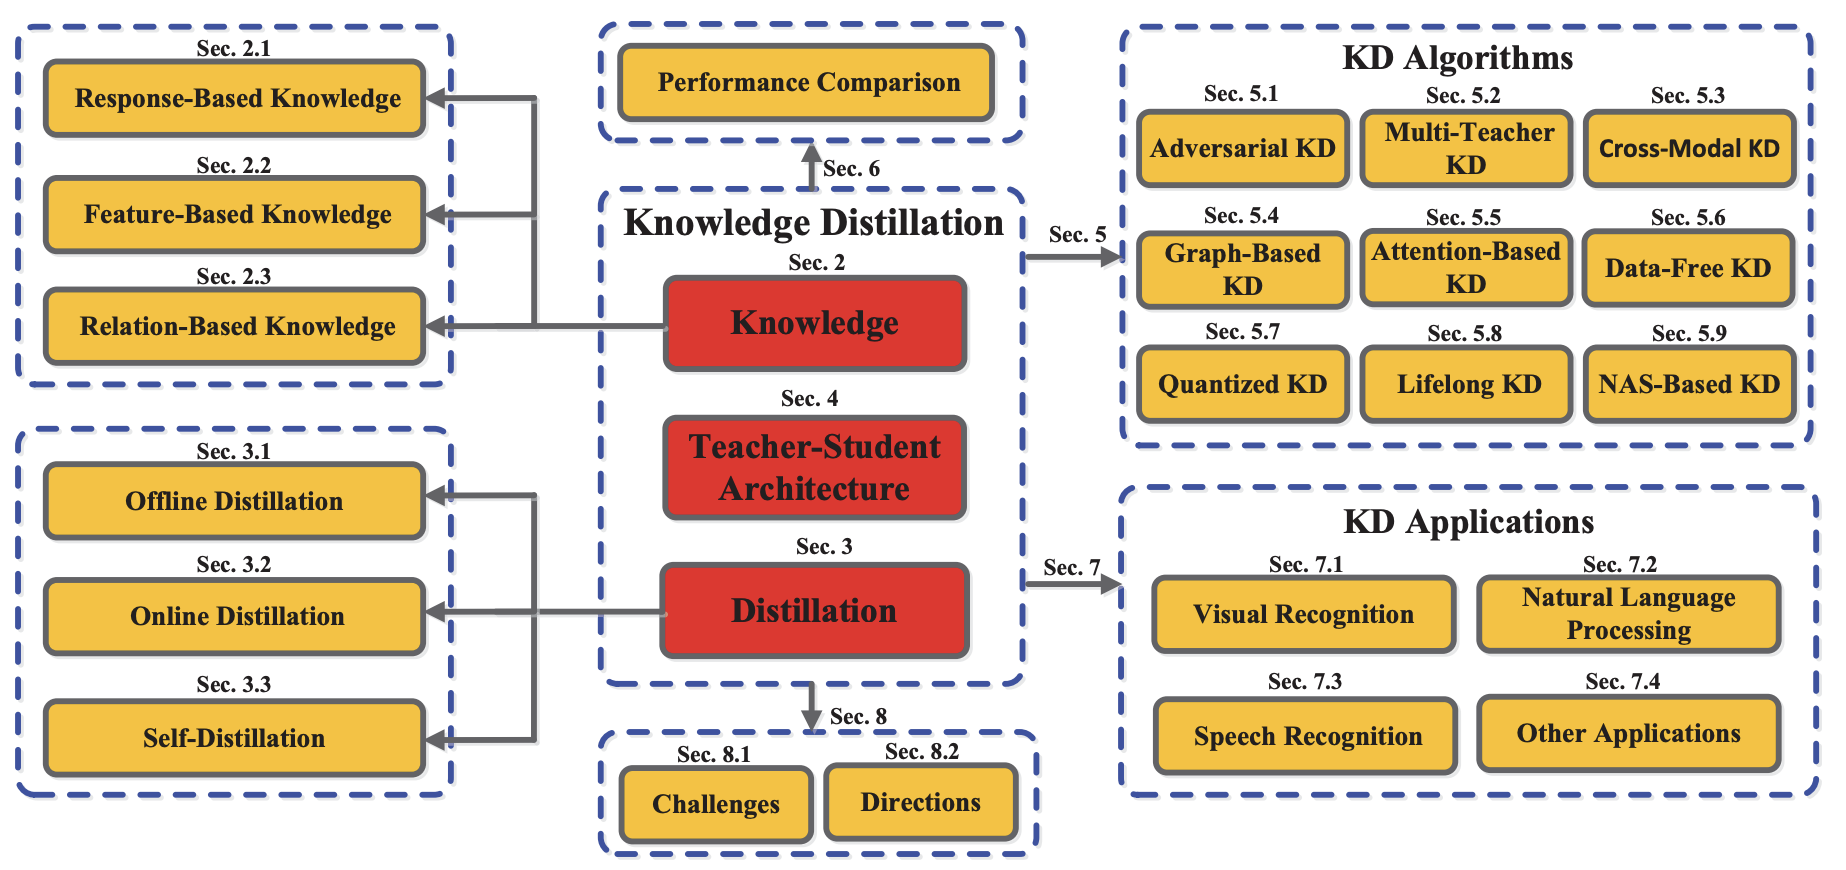 Sec. 2.1
Response-Based Knowledge
Sec. 2.2
Feature-Based Knowledge
Sec. 2.3
Relation-Based Knowledge
Sec. 3.1
Offline Distillation
Sec. 3.2
Online Distillation
Sec. 3.3
Self-Distillation
Performance Comparison
Sec. 6
Knowledge Distillation
Sec. 2
Knowledge
Sec. 4
Teacher-Student
Architecture
Sec. 3
Distillation
Sec. 8
Sec. 8.1
Challenges
Sec. 8.2
Directions
Sec. 5
KD Algorithms
Sec. 5.1
Adversarial KD
Sec. 5.2
Multi-Teacher
KD
Sec. 5.3
Cross-Modal KD
Sec. 5.4
Graph-Based
KD
Sec. 5.5
Attention-Based
KD
Sec. 5.6
Data-Free KD
Sec. 5.7
Quantized KD
Sec. 5.8
Lifelong KD
Sec. 5.9
NAS-Based KD
Sec. 7
KD Applications
Sec. 7.1
Visual Recognition
Sec. 7.2
Natural Language
Processing
Sec. 7.3
Speech Recognition
Sec. 7.4
Other Applications